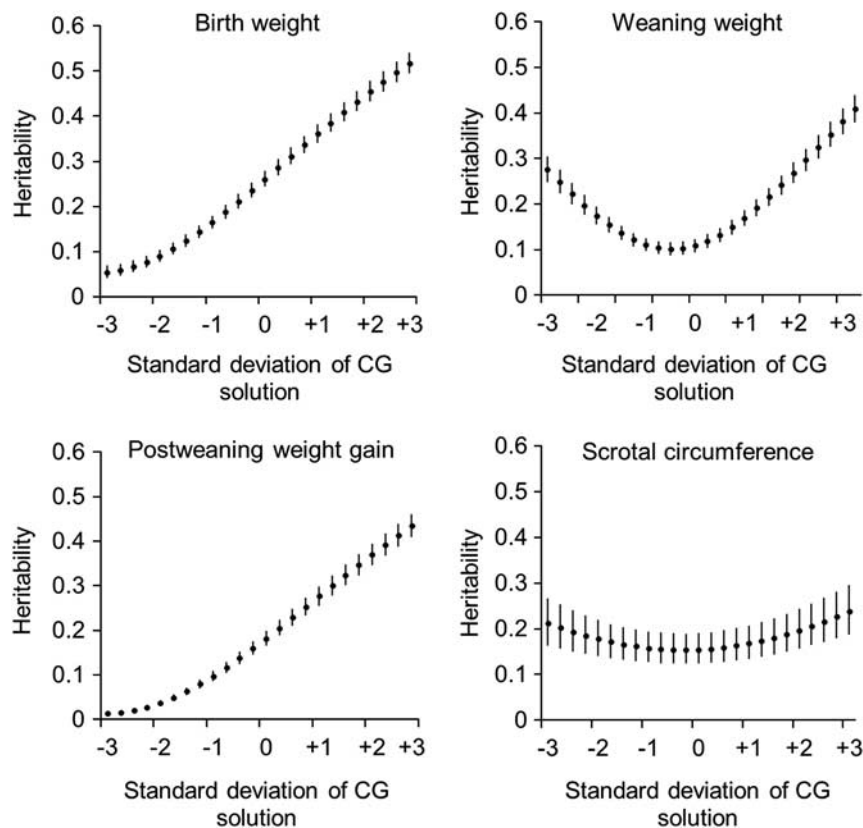 Birth weight
0.6
0.5
0.4
0.3
0.2
0.1
0
Heritability
-3 -2 -1 0 +1 +2 +3
Standard deviation of CG
solution
Weaning weight
0.6
0.5
0.4
0.3
0.2
0.1
0
Heritability
-3 -2 -1 0 +1 +2 +3
Standard deviation of CG
solution
Postweaning weight gain
0.6
0.5
0.4
0.3
0.2
0.1
0
Heritability
-3 -2 -1 0 +1 +2 +3
Standard deviation of CG
solution
Scrotal circumference
0.6
0.5
0.4
0.3
0.2
0.1
0
Heritability
-3 -2 -1 0 +1 +2 +3
Standard deviation of CG
solution